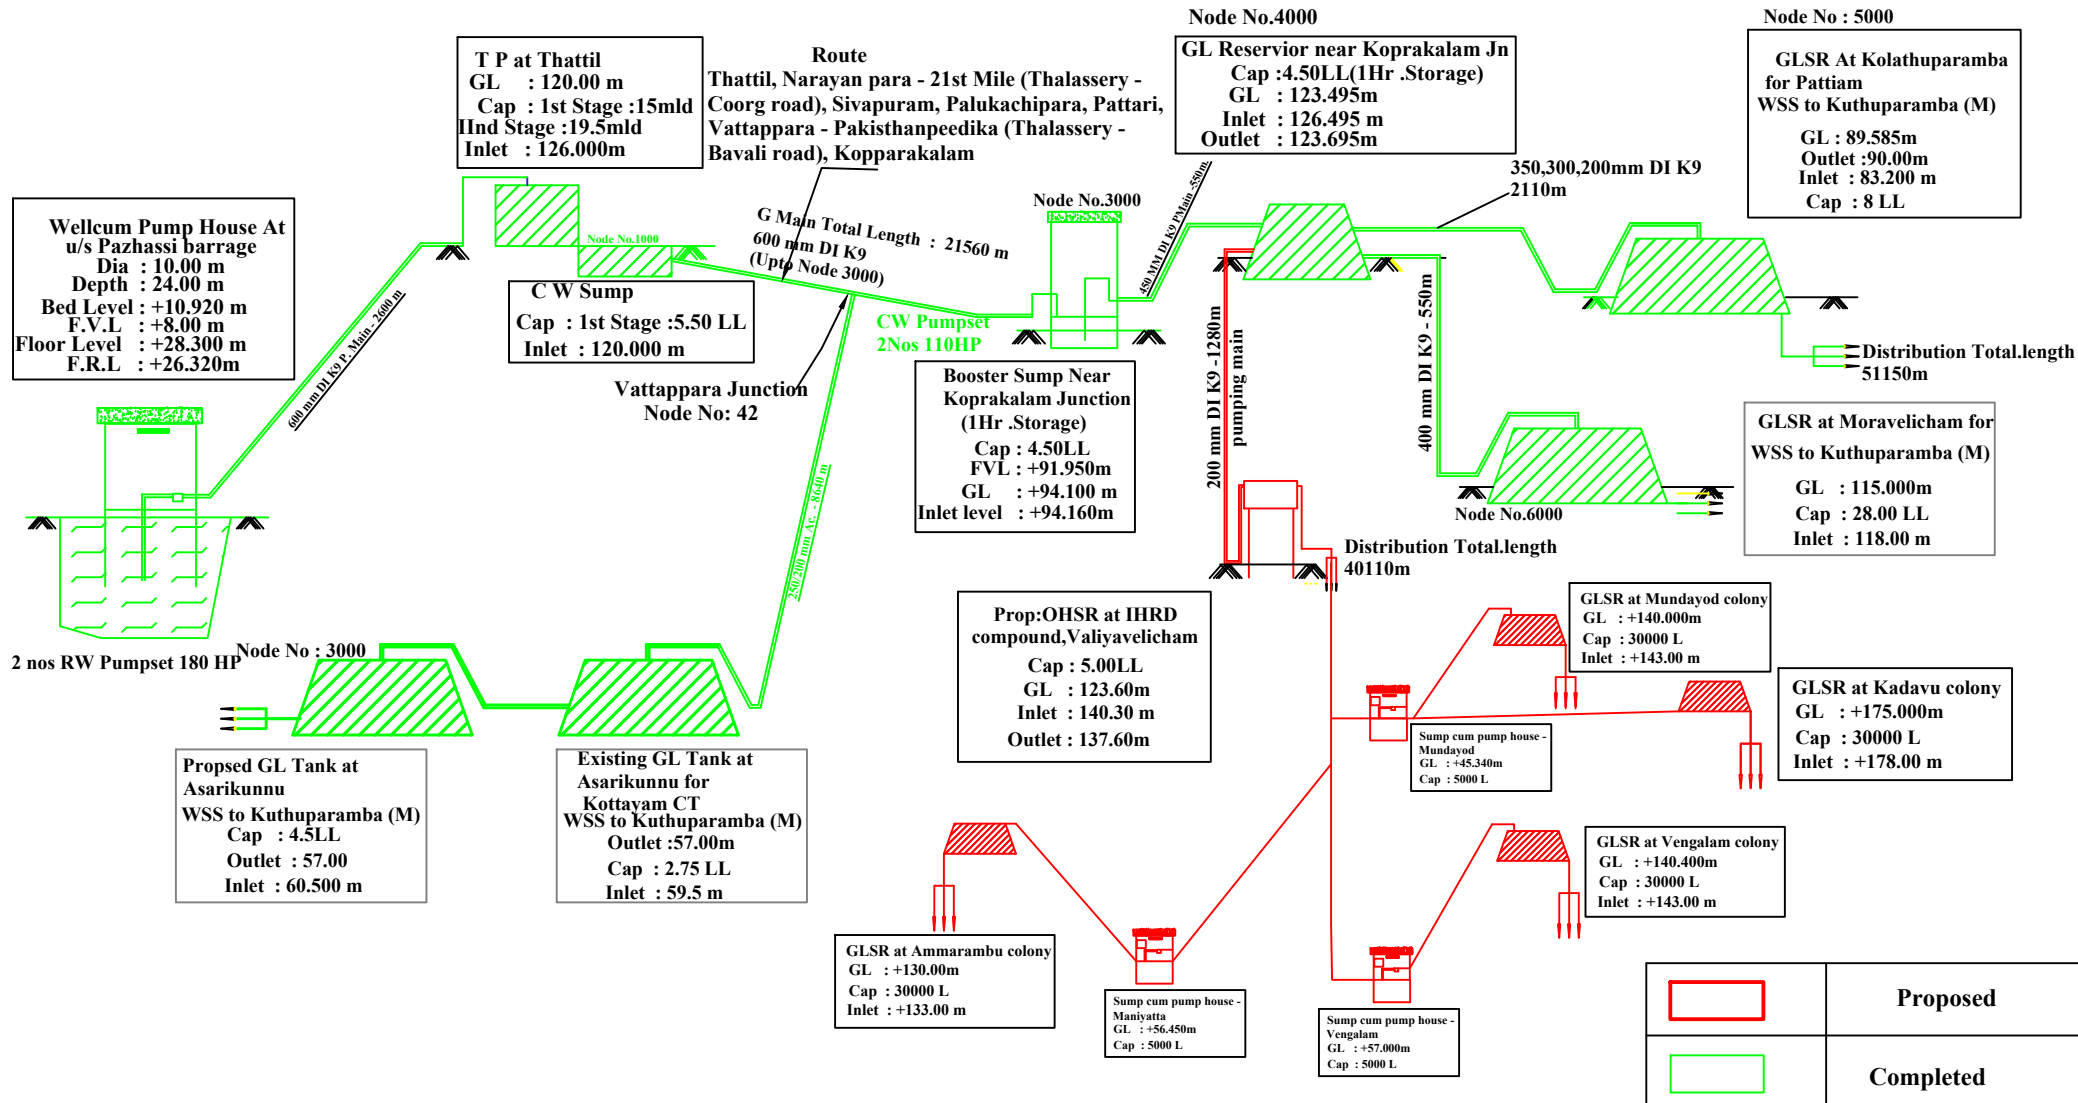 Node No.4000
Node No : 5000
T P at Thattil
GL : 120.00 m
Cap : 1st Stage :15mld
IInd Stage :19.5mld
Inlet : 126.000m
Route
Thattil, Narayan para - 21st Mile (Thalassery -
Coorg road), Sivapuram, Palukachipara, Pattari,
Vattappara - Pakisthanpeedika (Thalassery -
Bavali road), Kopparakalam
GL Reservior near Koprakalam Jn
Cap :4.50LL(1Hr .Storage)
GL : 123.495m
Inlet : 126.495 m
Outlet : 123.695m
GLSR At Kolathuparamba
for Pattiam
WSS to Kuthuparamba (M)
GL : 89.585m
Outlet :90.00m
Inlet : 83.200 m
Cap : 8 LL
350,300,200mm DI K9
2110m
Wellcum Pump House At
u/s Pazhassi barrage
Dia : 10.00 m
Depth : 24.00 m
Bed Level : +10.920 m
F.V.L : +8.00 m
Floor Level : +28.300 m
F.R.L : +26.320m
600 mm DI K9 P. Main - 2600 m
Node No.1000
G Main Total Length : 21560 m
600 mm DI K9
(Upto Node 3000)
Node No.3000
450 MM DI K9 PMain -550m
C W Sump
Cap : 1st Stage :5.50 LL
Inlet : 120.000 m
CW Pumpset
2Nos 110HP
Vattappara Junction
Node No: 42
Booster Sump Near
Koprakalam Junction
(1Hr .Storage)
Cap : 4.50LL
FVL : +91.950m
GL : +94.100 m
Inlet level : +94.160m
200 mm DI K9 -1280m
pumping main
400 mm DI K9 - 550m
Distribution Total.length
51150m
GLSR at Moravelicham for
WSS to Kuthuparamba (M)
GL : 115.000m
Cap : 28.00 LL
Inlet : 118.00 m
Node No.6000
250/200 mm Ac. - 8640 m
Distribution Total.length
40110m
2 nos RW Pumpset 180 HP
Node No : 3000
Prop:OHSR at IHRD
compound,Valiyavelicham
Cap : 5.00LL
GL : 123.60m
Inlet : 140.30 m
Outlet : 137.60m
GLSR at Mundayod colony
GL : +140.000m
Cap : 30000 L
Inlet : +143.00 m
GLSR at Kadavu colony
GL : +175.000m
Cap : 30000 L
Inlet : +178.00 m
Sump cum pump house -
Mundayod
GL : +45.340m
Cap : 5000 L
Propsed GL Tank at
Asarikunnu
WSS to Kuthuparamba (M)
Cap : 4.5LL
Outlet : 57.00
Inlet : 60.500 m
Existing GL Tank at
Asarikunnu for
Kottayam CT
WSS to Kuthuparamba (M)
Outlet :57.00m
Cap : 2.75 LL
Inlet : 59.5 m
GLSR at Vengalam colony
GL : +140.400m
Cap : 30000 L
Inlet : +143.00 m
GLSR at Ammarambu colony
GL : +130.00m
Cap : 30000 L
Inlet : +133.00 m
Sump cum pump house -
Maniyatta
GL : +56.450m
Cap : 5000 L
Sump cum pump house -
Vengalam
GL : +57.000m
Cap : 5000 L
Proposed
Completed